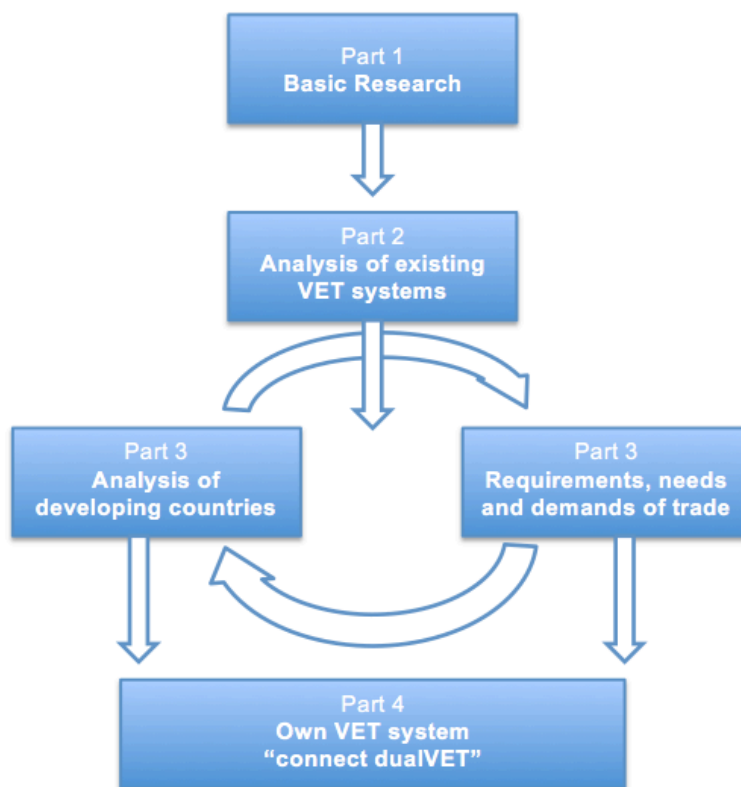 Part 1
Basic Research
Part 2
Analysis of existing
VET systems
Part 3
Analysis of
developing countries
Part 3
Requirements, needs
and demands of trade
Part 4
Own VET system
“connect dualVET”